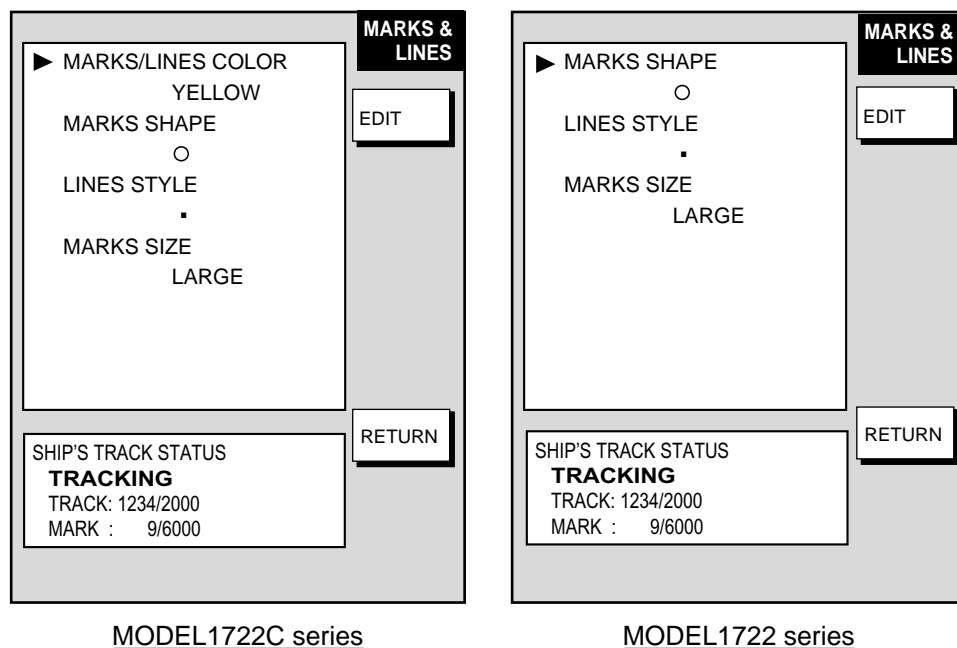 MARKS &
LINES
▶ MARKS/LINES COLOR
YELLOW
MARKS SHAPE
○
LINES STYLE
.
MARKS SIZE
LARGE
EDIT
RETURN
SHIP'S TRACK STATUS
TRACKING
TRACK: 1234/2000
MARK : 9/6000
MODEL1722C series
MARKS &
LINES
▶ MARKS SHAPE
○
LINES STYLE
.
MARKS SIZE
LARGE
EDIT
RETURN
SHIP'S TRACK STATUS
TRACKING
TRACK: 1234/2000
MARK : 9/6000
MODEL1722 series